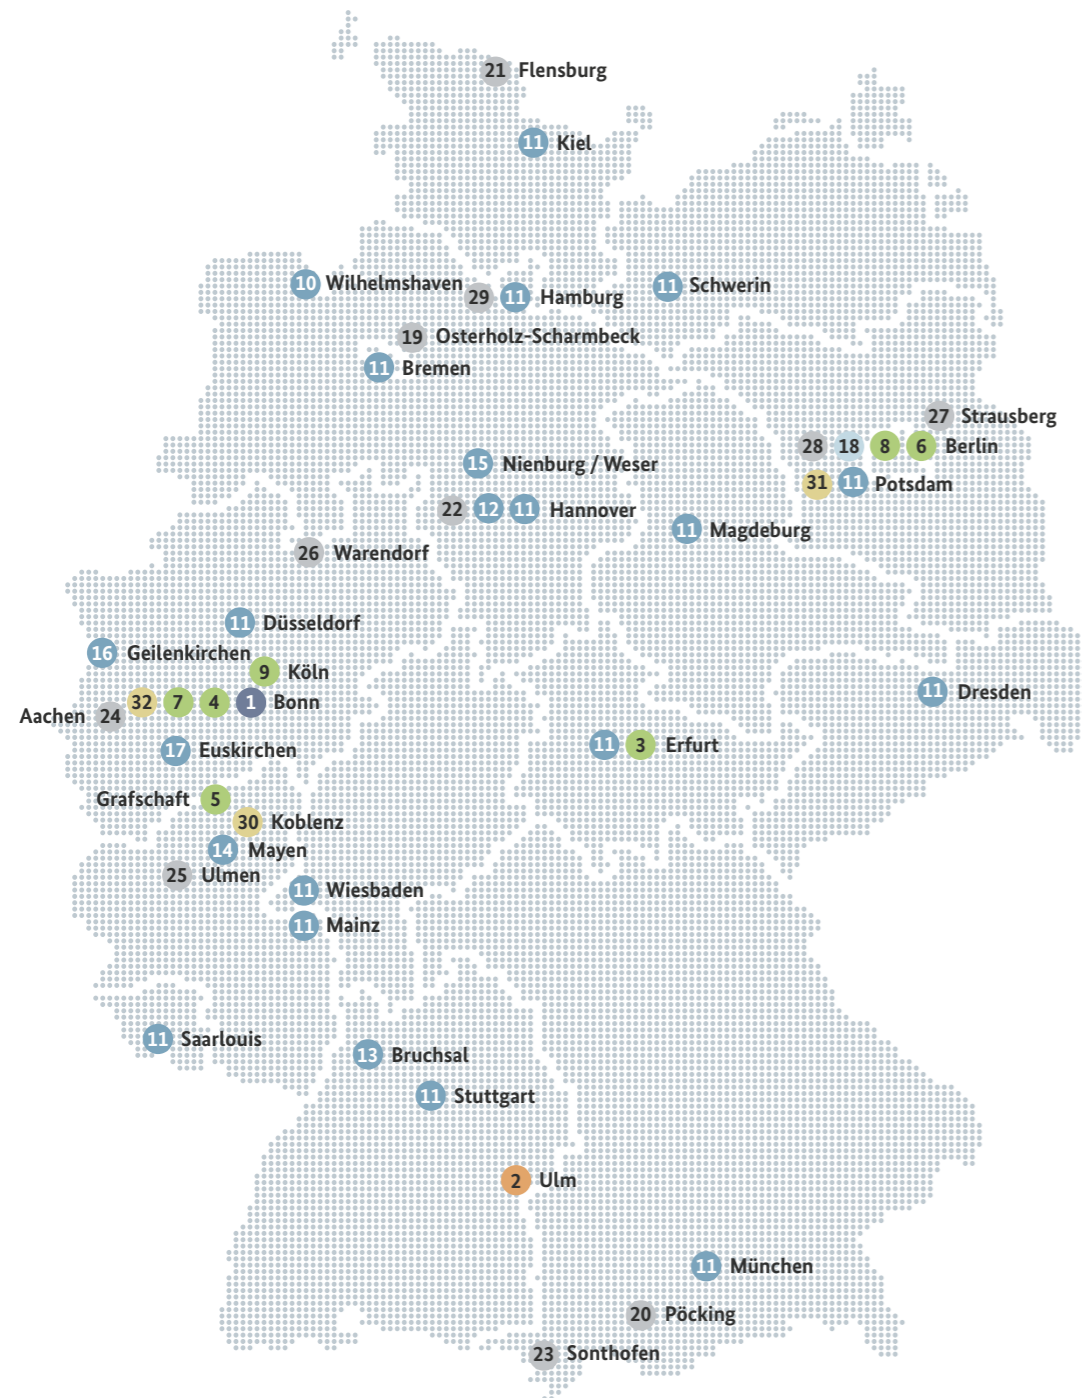 21 Flensburg
11 Kiel
10 Wilhelmshaven
29 11 Hamburg
11 Schwerin
19 Osterholz-Scharmbeck
11 Bremen
27 Strausberg
28 18 8 6 Berlin
15 Nienburg / Weser
31 11 Potsdam
22 12 11 Hannover
11 Magdeburg
26 Warendorf
11 Düsseldorf
16 Geilenkirchen
9 Köln
32 7 4 1 Bonn
Aachen 24
11 Dresden
17 Euskirchen
11 3 Erfurt
Grafschaft 5
30 Koblenz
14 Mayen
25 Ulmen
11 Wiesbaden
11 Mainz
11 Saarlouis
13 Bruchsal
11 Stuttgart
2 Ulm
11 München
20 Pöcking
23 Sonthofen